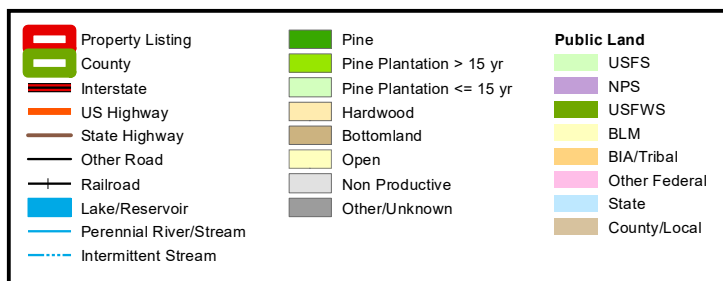 Property Listing
County
Interstate
US Highway
State Highway
Other Road
Railroad
Lake/Reservoir
Perennial River/Stream
Intermittent Stream
Pine
Pine Plantation > 15 yr
Pine Plantation <= 15 yr
Hardwood
Bottomland
Open
Non Productive
Other/Unknown
Public Land
USFS
NPS
USFWS
BLM
BIA/Tribal
Other Federal
State
County/Local